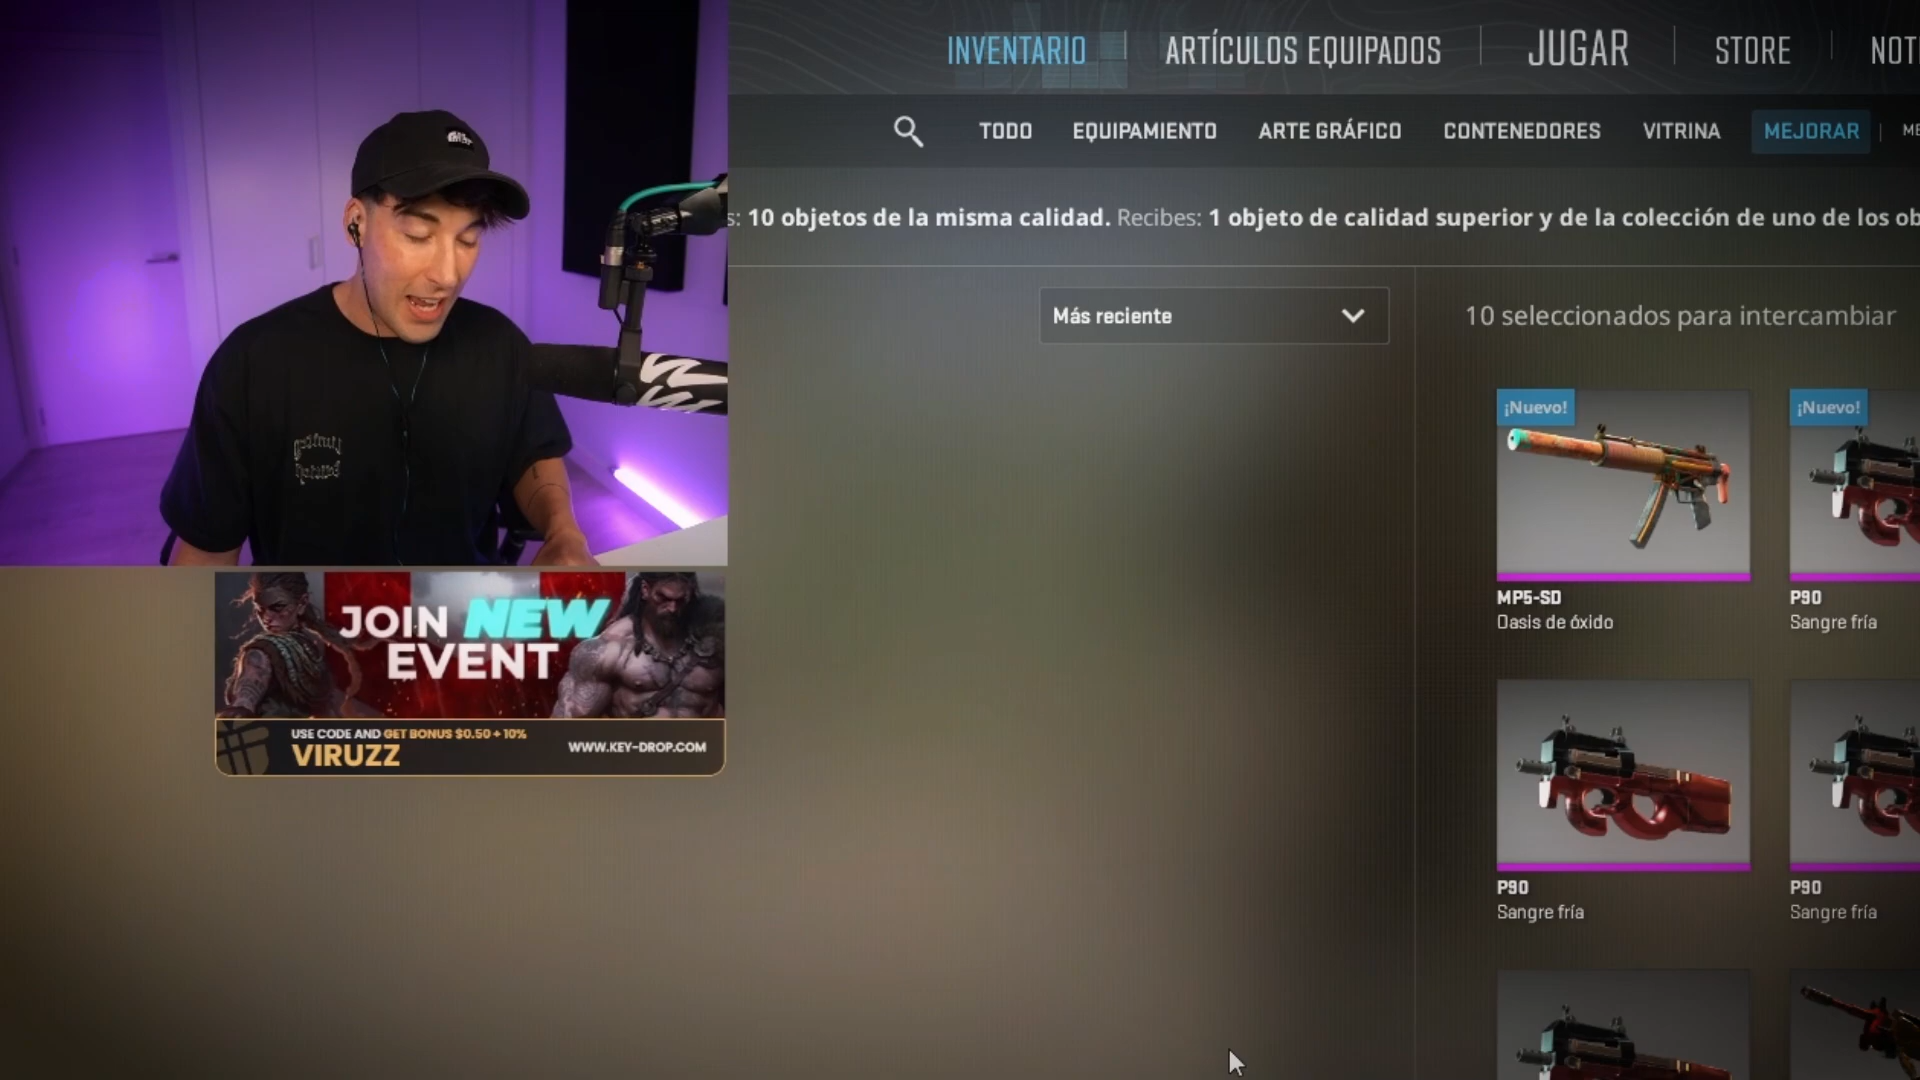 INVENTARIO
ARTÍCULOS EQUIPADOS
JUGAR
STORE
TODO
EQUIPAMIENTO
ARTE GRÁFICO
CONTENEDORES
VITRINA
MEJORAR
10 objetos de la misma calidad. Recibes: 1 objeto de calidad superior y de la colección de uno de los
Más reciente
10 seleccionados para intercambiar
¡Nuevo!
¡Nuevo!
MP5-SD
Oasis de óxido
P90
Sangre fría
P90
Sangre fría
P90
Sangre fría
JOIN NEW
EVENT
USE CODE AND GET BONUS $0.50 + 10%
VIRUZZ
WWW.KEY-DROP.COM